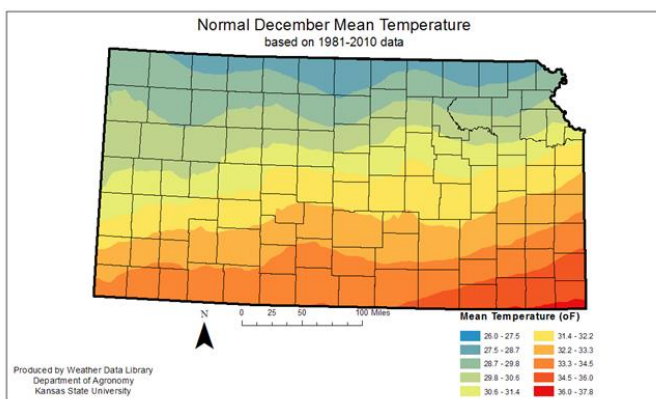 Normal December Mean Temperature
based on 1981-2010 data
N
0 25 50 100 Miles
Mean Temperature (oF)
26.0 - 27.5
27.5 - 28.7
28.7 - 29.8
29.8 - 30.6
30.6 - 31.4
31.4 - 32.2
32.2 - 33.3
33.3 - 34.5
34.5 - 36.0
36.0 - 37.8
Produced by Weather Data Library
Department of Agronomy
Kansas State University